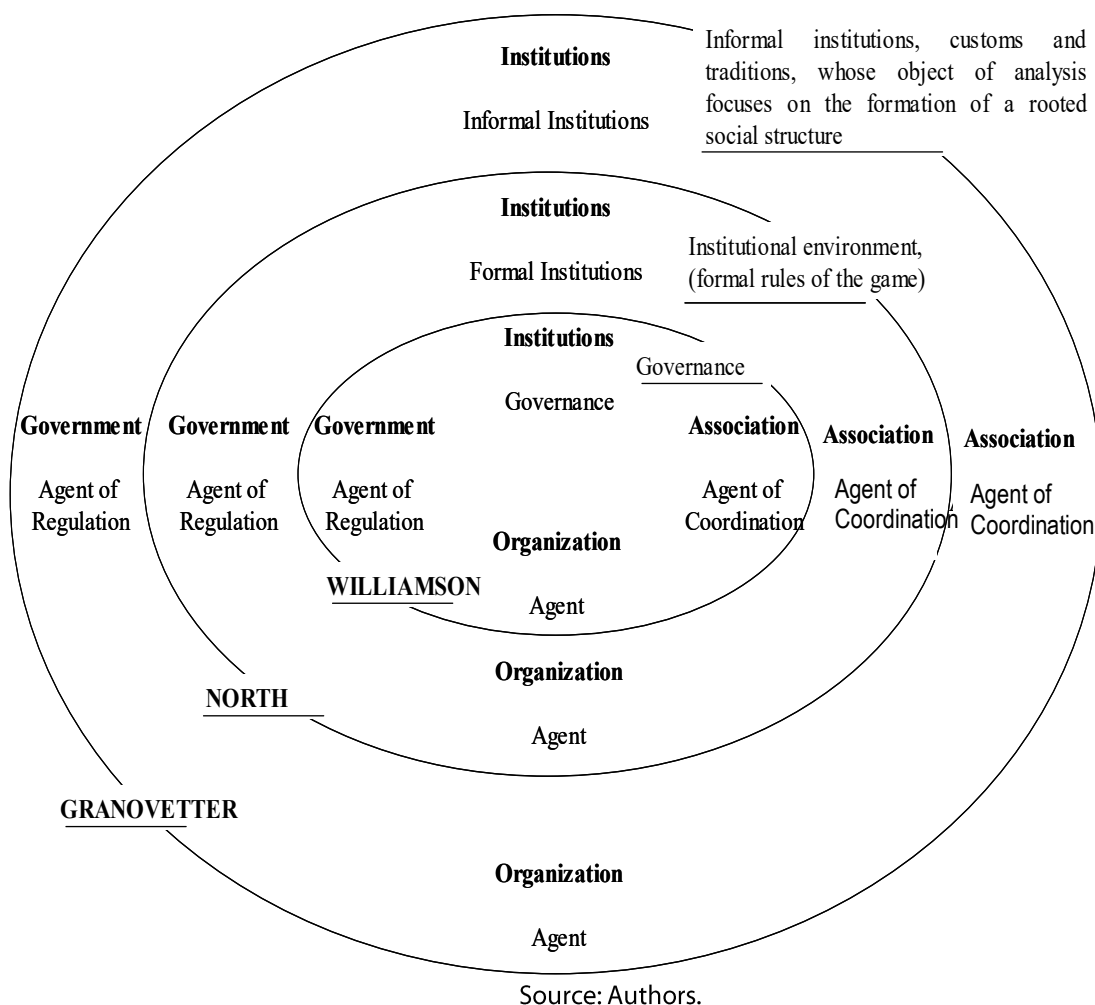 Informal institutions, customs and
traditions, whose object of analysis
focuses on the formation of a rooted
social structure
Institutions
Informal Institutions
Institutions
Formal Institutions
Institutional environment,
(formal rules of the game)
Institutions
Governance
Governance
Government
Agent of
Regulation
Government
Agent of
Regulation
Government
Agent of
Regulation
Association
Agent of
Coordination
Association
Agent of
Coordination
Association
Agent of
Coordination
Organization
Agent
WILLIAMSON
Organization
Agent
NORTH
GRANOVETTER
Organization
Agent
Source: Authors.